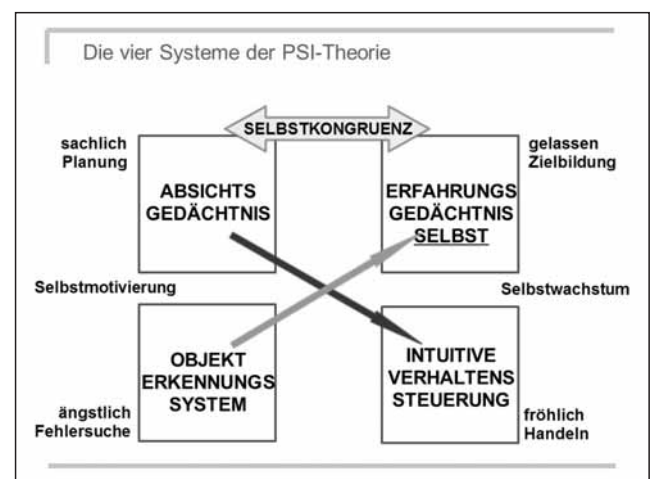 Die vier Systeme der PSI-Theorie
SELBSTKONGRUENZ
sachlich
Planung
gelassen
Zielbildung
ABSICHTS
GEDÄCHTNIS
ERFAHRUNGS
GEDÄCHTNIS
SELBST
Selbstmotivierung
Selbstwachstum
OBJEKT
ERKENNUNGS
SYSTEM
INTUITIVE
VERHALTENS
STEUERUNG
ängstlich
Fehlersuche
fröhlich
Handeln